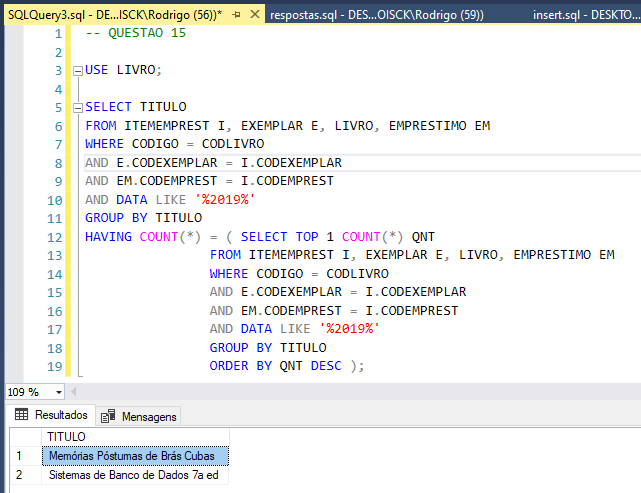 SQLQuery3.sql - DE...ISCK\Rodrigo (56))* respostas.sql - DES...OISCK\Rodrigo (59)) insert.sql - DESKTO...
1 -- QUESTAO 15
2
3 USE LIVRO;
4
5 SELECT TITULO
6 FROM ITEMEMPREST I, EXEMPLAR E, LIVRO, EMPRESTIMO EM
7 WHERE CODIGO = CODLIVRO
8 AND E.CODEXEMPLAR = I.CODEXEMPLAR
9 AND EM.CODEMPREST = I.CODEMPREST
10 AND DATA LIKE '%2019%'
11 GROUP BY TITULO
12 HAVING COUNT(*) = ( SELECT TOP 1 COUNT(*) QNT
13 FROM ITEMEMPREST I, EXEMPLAR E, LIVRO, EMPRESTIMO EM
14 WHERE CODIGO = CODLIVRO
15 AND E.CODEXEMPLAR = I.CODEXEMPLAR
16 AND EM.CODEMPREST = I.CODEMPREST
17 AND DATA LIKE '%2019%'
18 GROUP BY TITULO
19 ORDER BY QNT DESC );
109 %
Resultados Mensagens
TITULO
1 Memórias Póstumas de Brás Cubas
2 Sistemas de Banco de Dados 7a ed